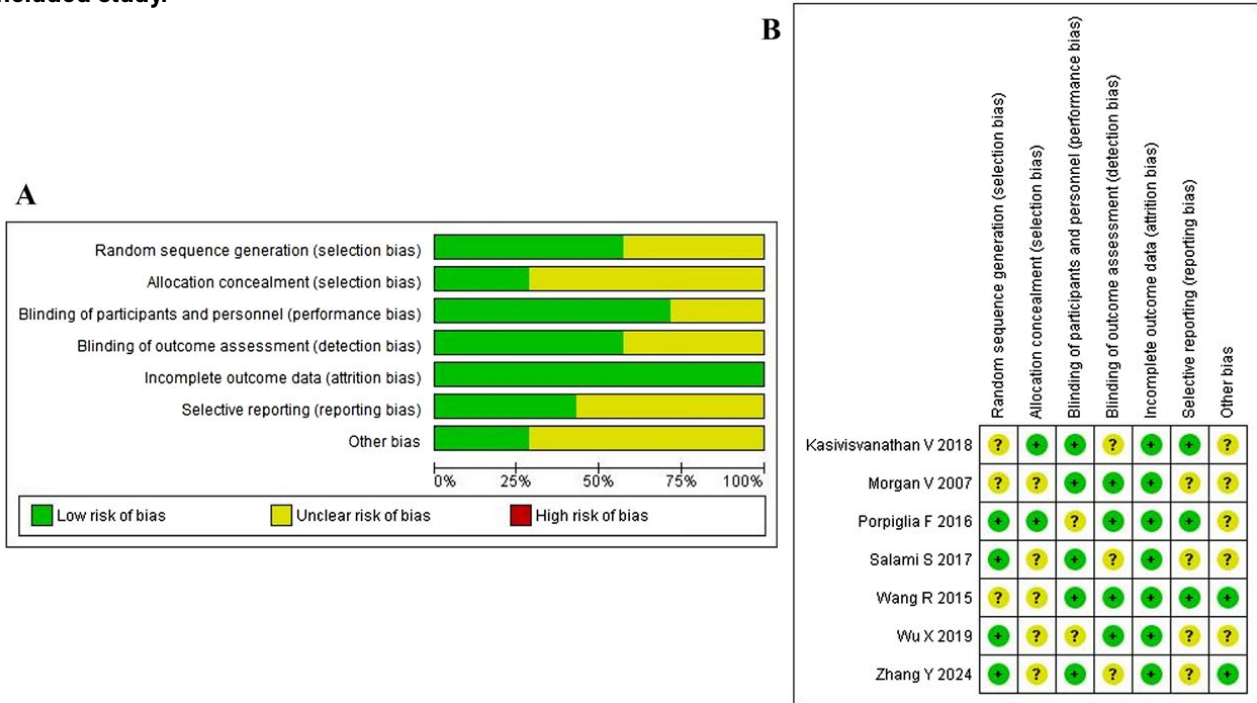 ncluded study.
A
Random sequence generation (selection bias)
Allocation concealment (selection bias)
Blinding of participants and personnel (performance bias)
Blinding of outcome assessment (detection bias)
Incomplete outcome data (attrition bias)
Selective reporting (reporting bias)
Other bias
0% 25% 50% 75% 100%
Low risk of bias Unclear risk of bias High risk of bias
B
Random sequence generation (selection bias)
Allocation concealment (selection bias)
Blinding of participants and personnel (performance bias)
Blinding of outcome assessment (detection bias)
Incomplete outcome data (attrition bias)
Selective reporting (reporting bias)
Other bias
Kasivisvanathan V 2018 ? + + ? + + ?
Morgan V 2007 ? ? + + + ? ?
Porpiglia F 2016 + + ? + + + ?
Salami S 2017 + ? + ? + ? ?
Wang R 2015 ? ? + + + + +
Wu X 2019 + ? ? + + ? ?
Zhang Y 2024 + ? + ? + ? +